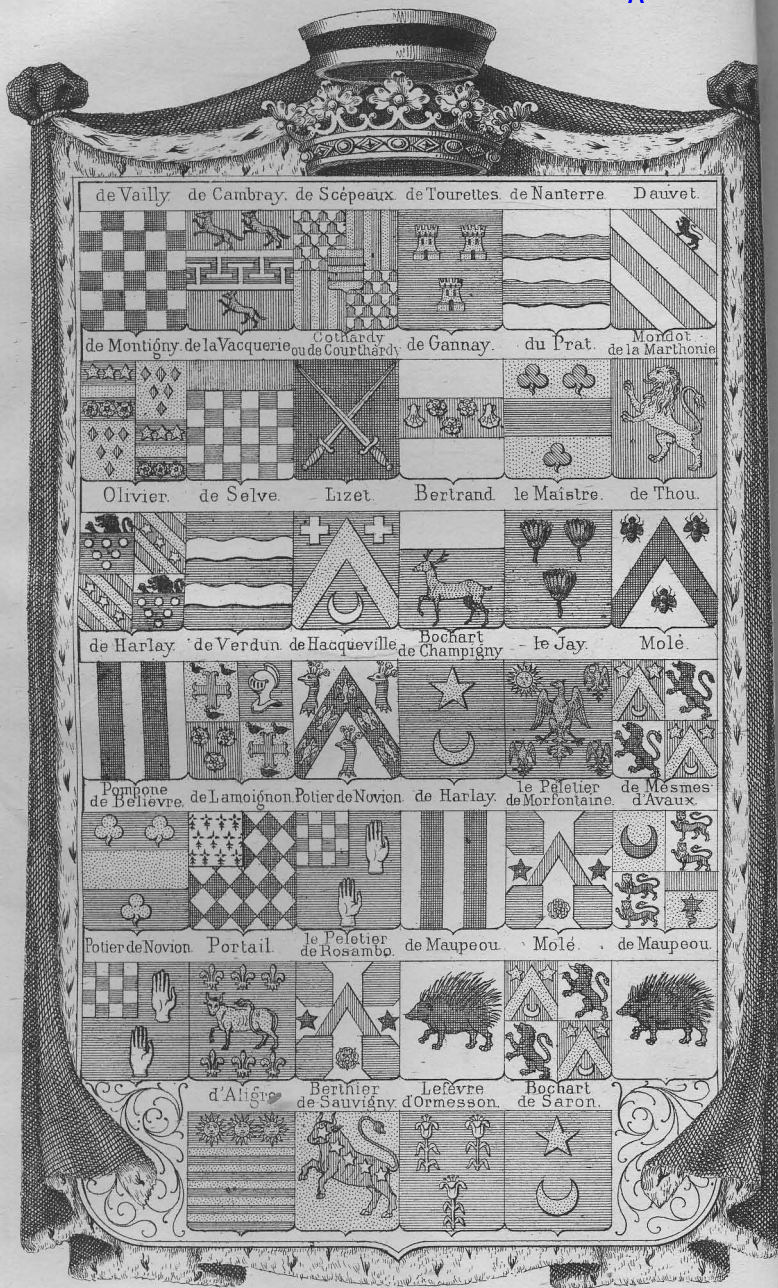 de Vailly. de Cambray. de Scépeaux. de Tourettes. de Nanterre. Dauvet.
de Montigny. de la Vacquerie Cothardy ou de Courthardy de Gannay. du Prat. Mondot de la Marthonie
Olivier. de Selve. Lizet. Bertrand. le Maistre. de Thou.
de Harlay. de Verdun. de Hacqueville. Bochart de Champigny le Jay. Molé.
Pompone de Beliévre. de Lamoignon. Potier de Novion. de Harlay. le Peletier de Morfontaine. de Mesmes d'Avaux.
Potier de Novion. Portail. le Peletier de Rosambo. de Maupeou. Molé. de Maupeou.
d'Aligre Berthier de Sauvigny. Lefévre d'Ormesson. Bochart de Saron.